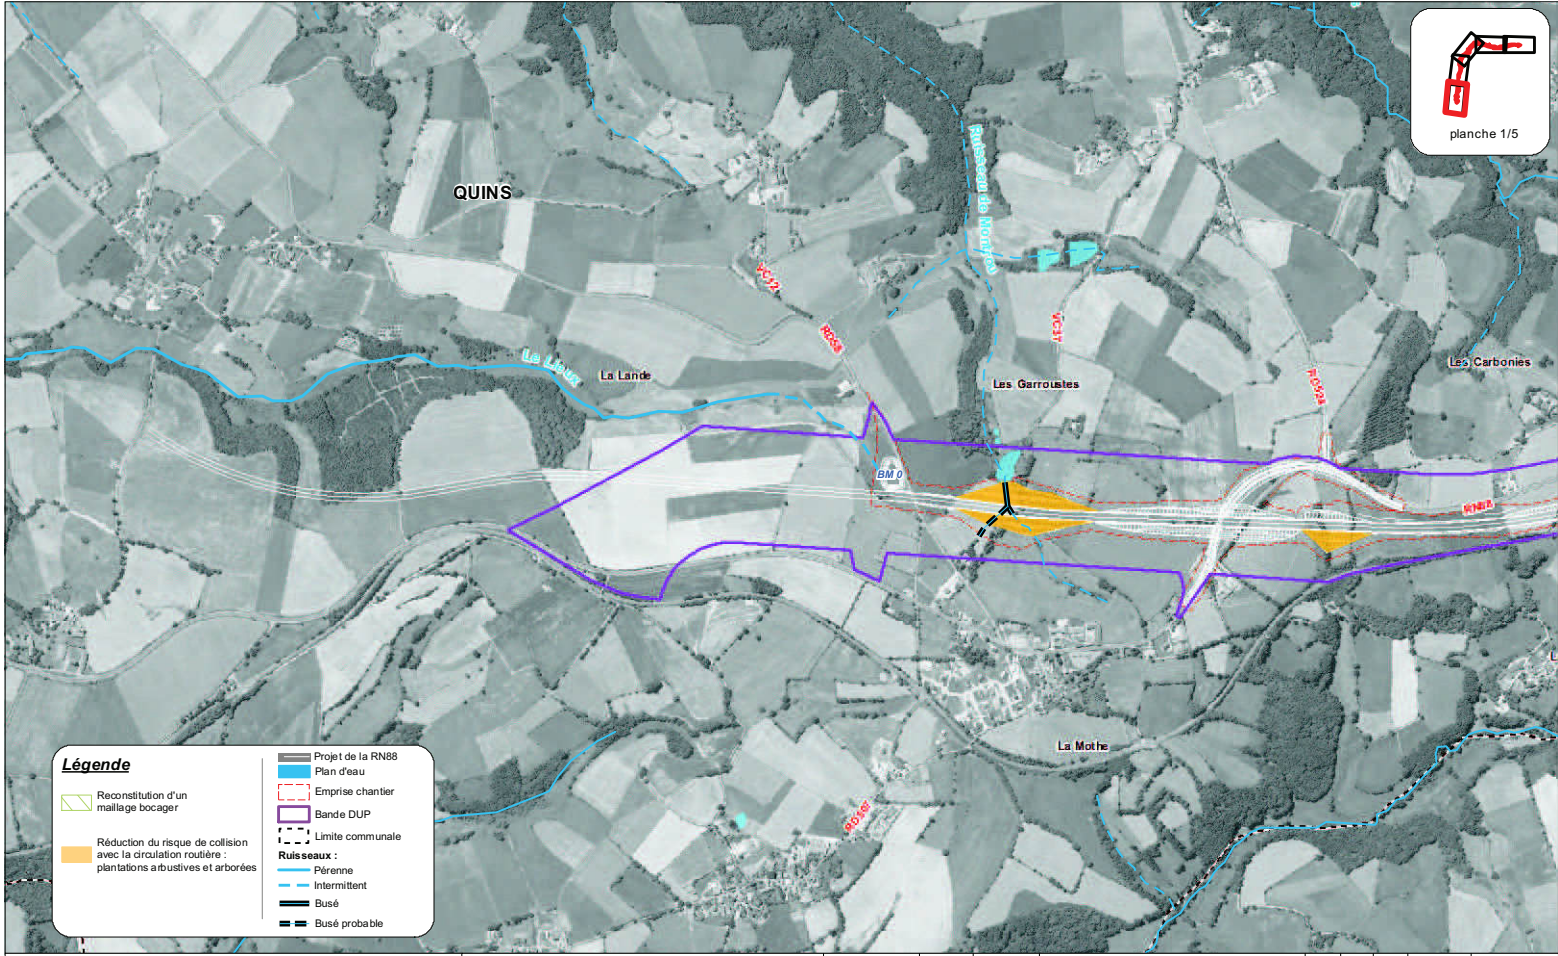 planche 1/5
QUINS
Ruisseau de Mon
VC12
RD58
VC17
RD524
Les Carbonies
Le Lieux
La Lande
Les Garroustes
BM 0
RN88
La Mothe
RD507
Légende
Reconstitution d'un
maillage bocager
Réduction du risque de collision
avec la circulation routière :
plantations arbustives et arborées
Projet de la RN88
Plan d'eau
Emprise chantier
Bande DUP
Limite communale
Ruisseaux :
Pérenne
Intermittent
Busé
Busé probable